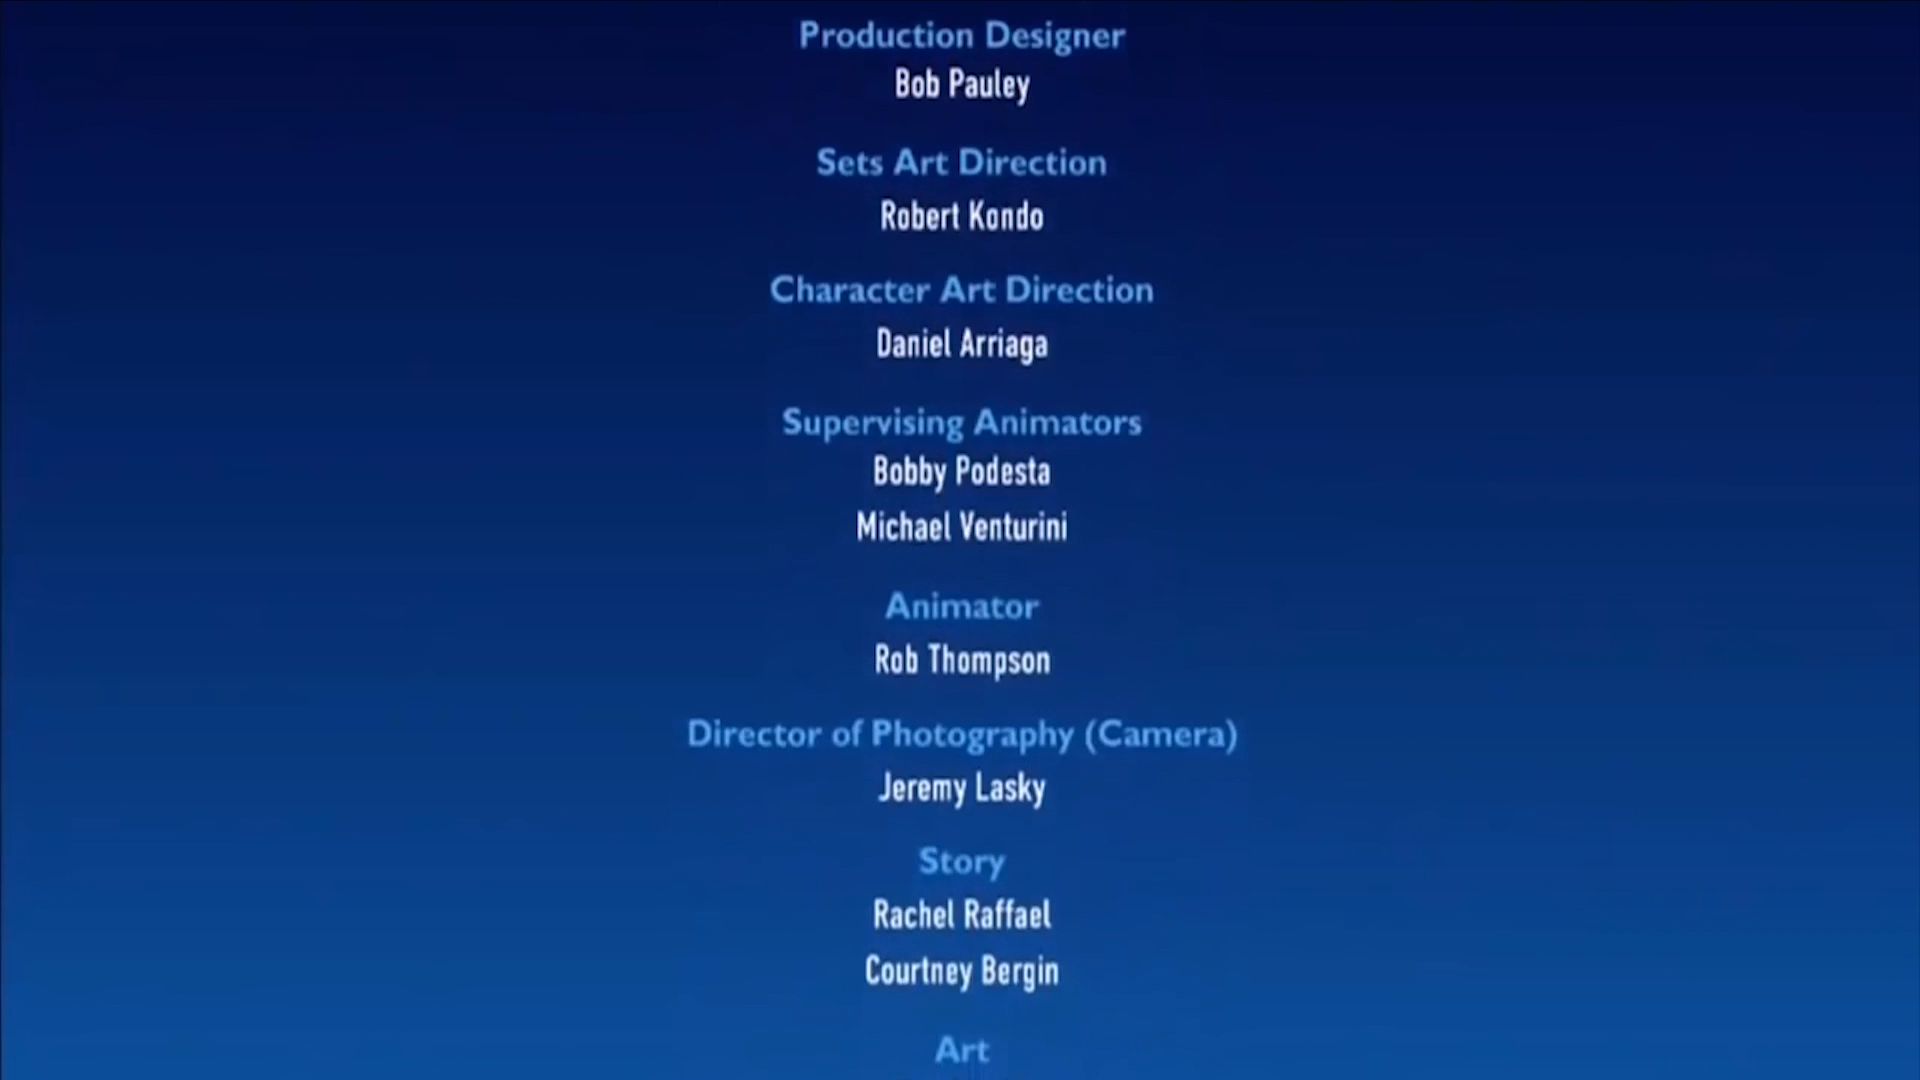 Production Designer
Bob Pauley
Sets Art Direction
Robert Kondo
Character Art Direction
Daniel Arriaga
Supervising Animators
Bobby Podesta
Michael Venturini
Animator
Rob Thompson
Director of Photography (Camera)
Jeremy Lasky
Story
Rachel Raffael
Courtney Bergin
Art